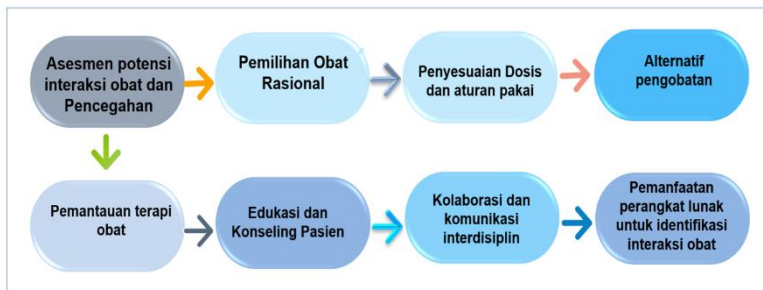 Asesmen potensi
interaksi obat dan
Pencegahan
Pemilihan Obat
Rasional
Penyesuaian Dosis
dan aturan pakai
Alternatif
pengobatan
Pemantauan terapi
obat
Edukasi dan
Konseling Pasien
Kolaborasi dan
komunikasi
interdisiplin
Pemanfaatan
perangkat lunak
untuk identifikasi
interaksi obat